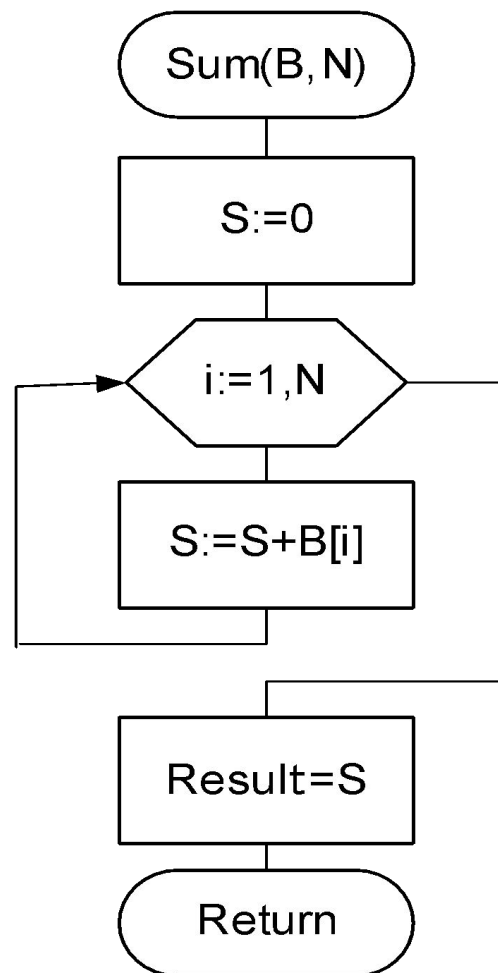 Sum(B,N)
S:=0
i:=1,N
S:=S+B[i]
Result=S
Return